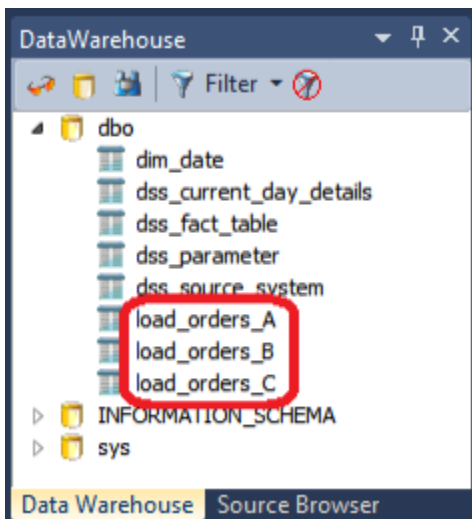 DataWarehouse
Filter
dbo
dim_date
dss_current_day_details
dss_fact_table
dss_parameter
dss_source_system
load_orders_A
load_orders_B
load_orders_C
INFORMATION_SCHEMA
sys
Data Warehouse Source Browser